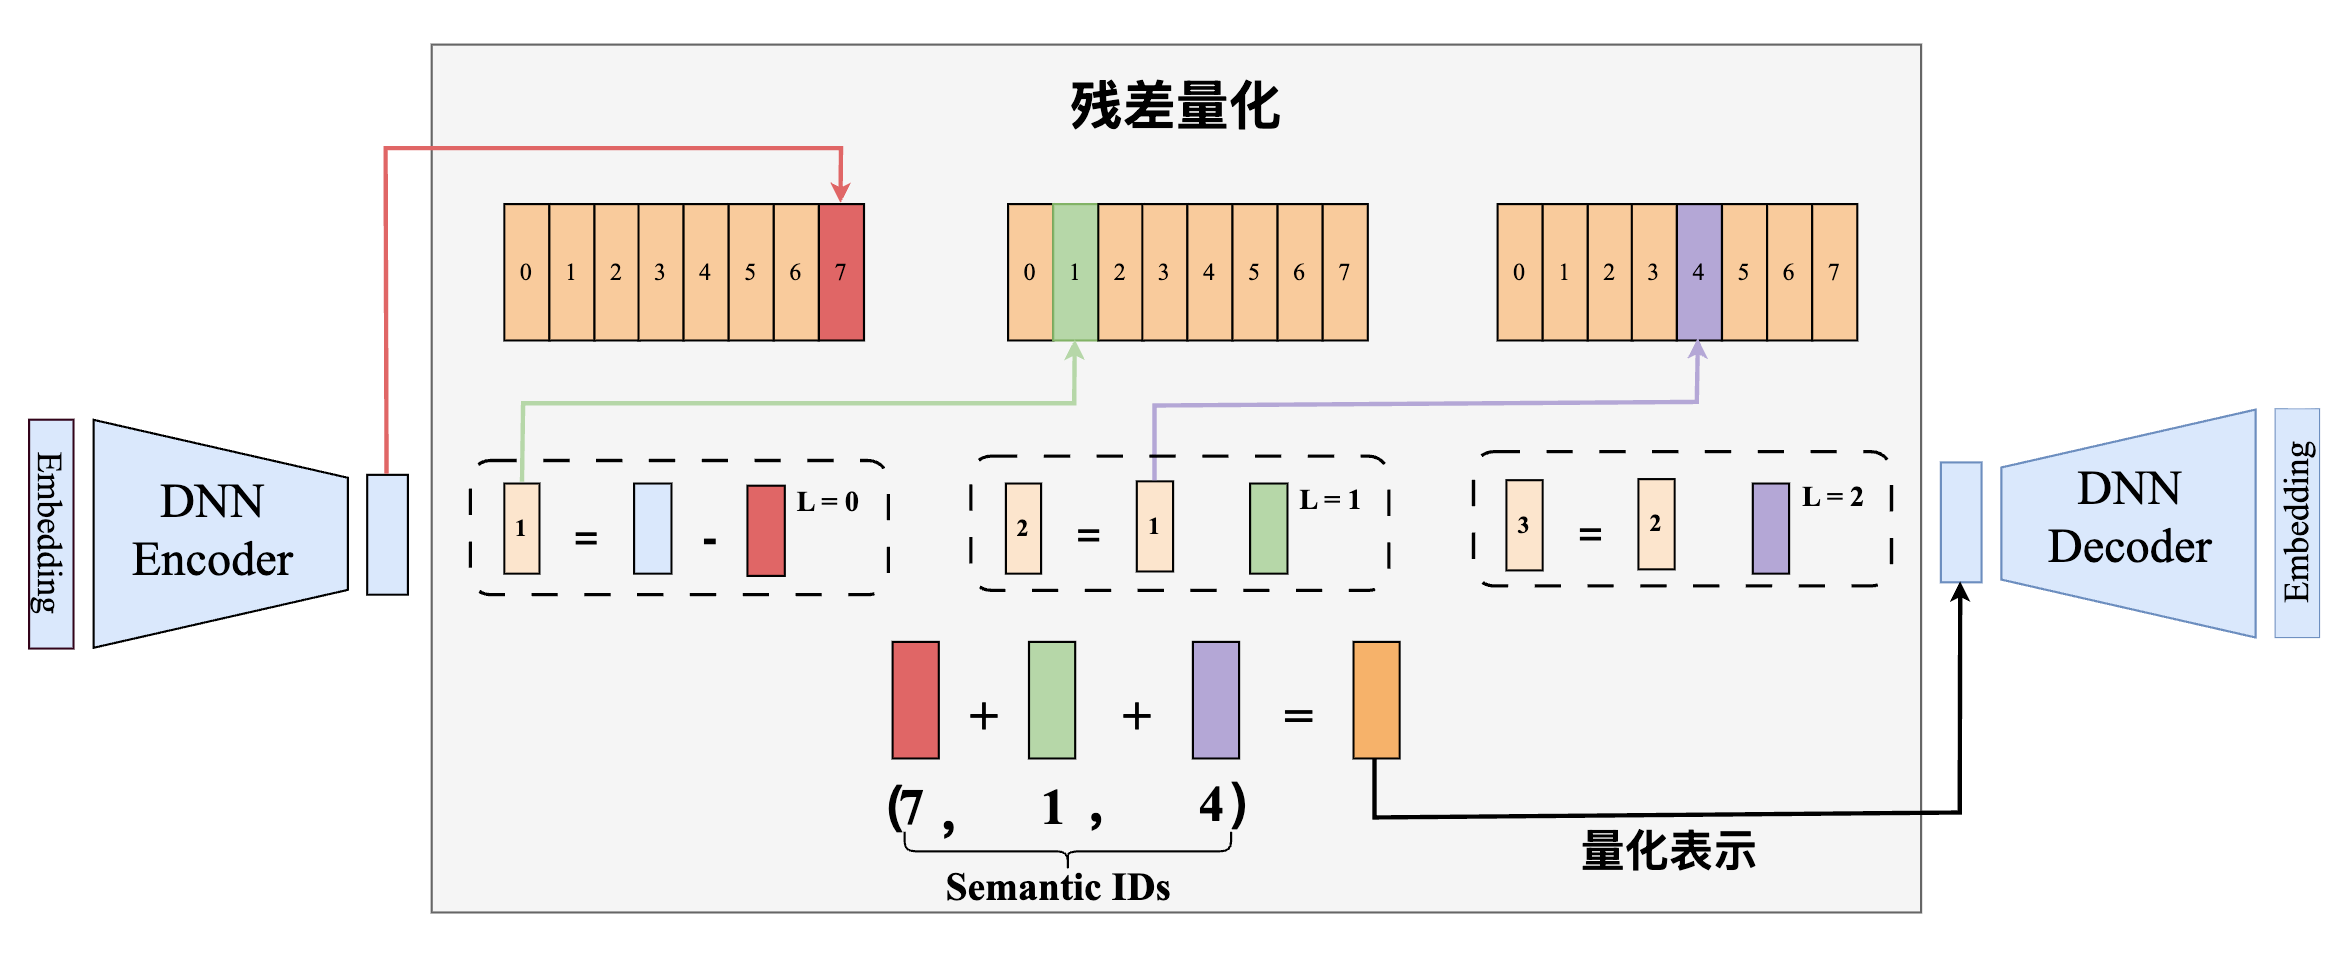 残差量化
0 1 2 3 4 5 6 7
0 1 2 3 4 5 6 7
0 1 2 3 4 5 6 7
Embedding
DNN
Encoder
1 = - L = 0
2 = 1 L = 1
3 = 2 L = 2
DNN
Decoder
Embedding
+ + =
(7 , 1 , 4)
量化表示
Semantic IDs